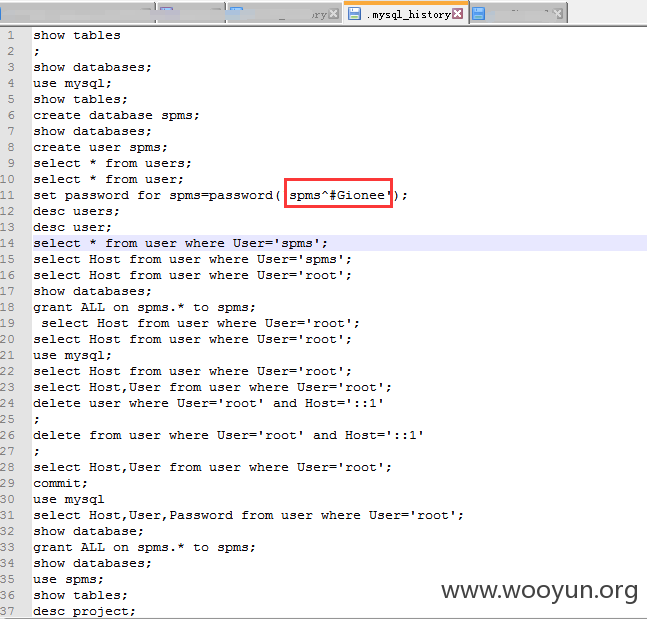 ry
.mysql_history
1 show tables
2 ;
3 show databases;
4 use mysql;
5 show tables;
6 create database spms;
7 show databases;
8 create user spms;
9 select * from users;
10 select * from user;
11 set password for spms=password('spms^#Gionee');
12 desc users;
13 desc user;
14 select * from user where User='spms';
15 select Host from user where User='spms';
16 select Host from user where User='root';
17 show databases;
18 grant ALL on spms.* to spms;
19  select Host from user where User='root';
20 select Host from user where User='root';
21 use mysql;
22 select Host from user where User='root';
23 select Host,User from user where User='root';
24 delete user where User='root' and Host='::1'
25 ;
26 delete from user where User='root' and Host='::1'
27 ;
28 select Host,User from user where User='root';
29 commit;
30 use mysql
31 select Host,User,Password from user where User='root';
32 show database;
33 grant ALL on spms.* to spms;
34 show databases;
35 use spms;
36 show tables;
37 desc project;
www.wooyun.org